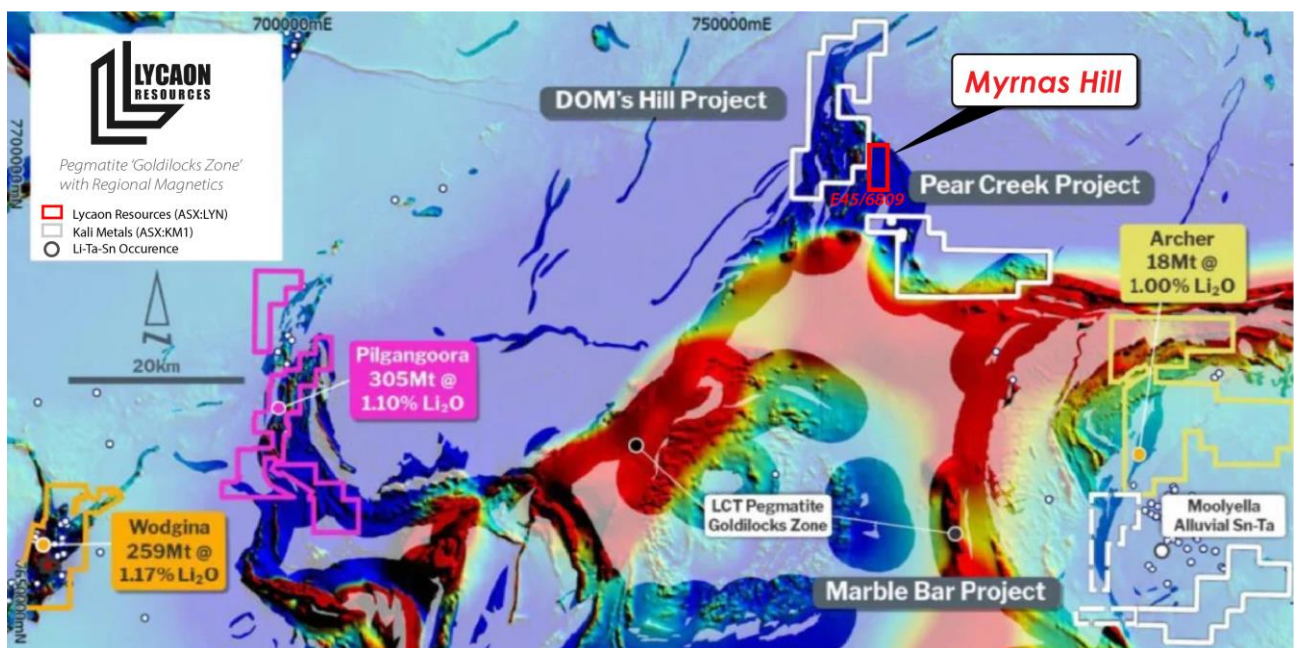 700000mE
750000mE
7700000mN
7650000mN
LYCAON
RESOURCES
Pegmatite 'Goldilocks Zone'
with Regional Magnetics
Lycaon Resources (ASX:LYN)
Kali Metals (ASX:KM1)
Li-Ta-Sn Occurence
N
20km
DOM's Hill Project
Myrnas Hill
E45/6809
Pear Creek Project
Archer
18Mt @
1.00% Li₂O
Pilgangoora
305Mt @
1.10% Li₂O
Wodgina
259Mt @
1.17% Li₂O
LCT Pegmatite
Goldilocks Zone
Moolyella
Alluvial Sn-Ta
Marble Bar Project